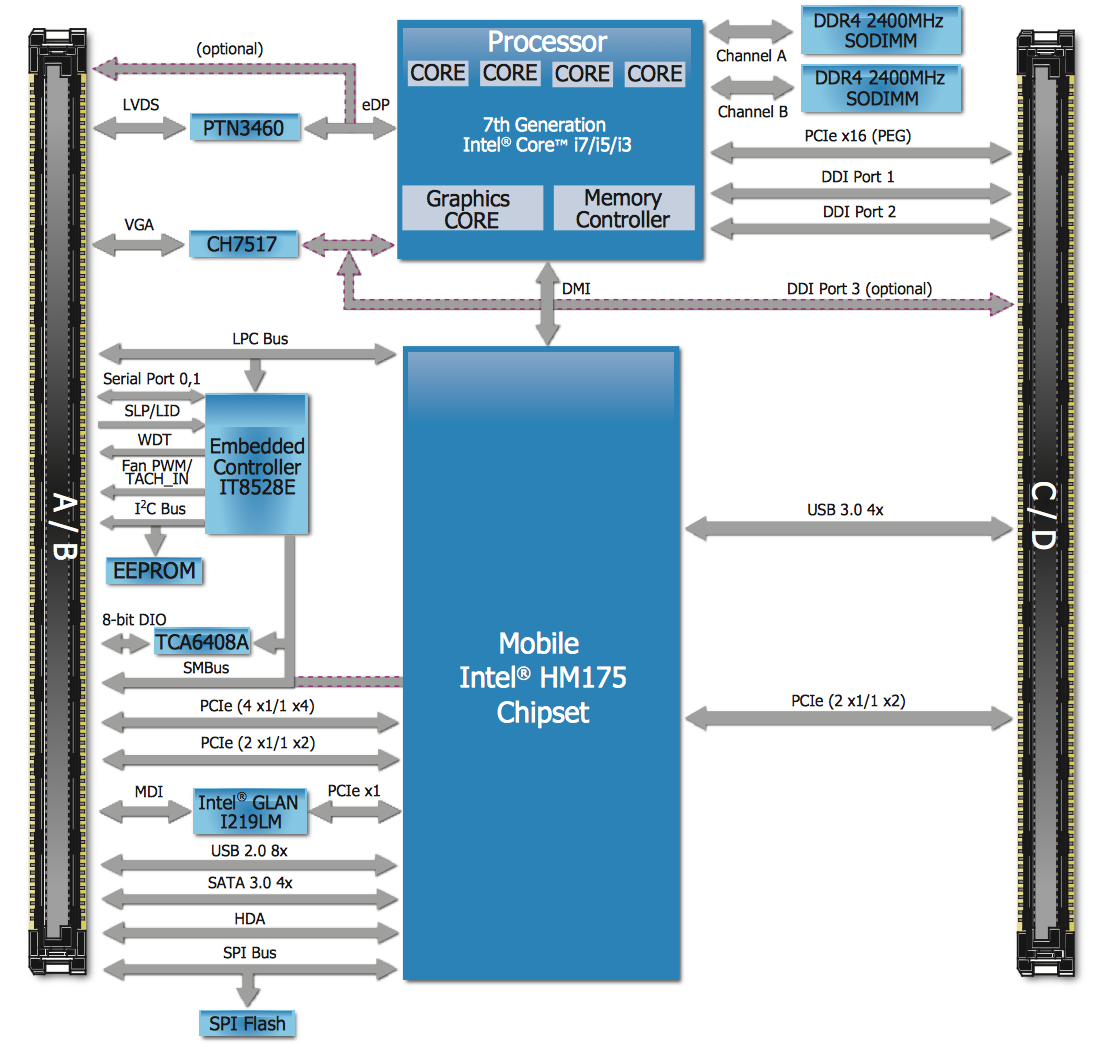 (optional)
LVDS
PTN3460
eDP
VGA
CH7517
Processor
CORE
CORE
CORE
CORE
7th Generation
Intel® Core™ i7/i5/i3
Graphics
CORE
Memory
Controller
DDR4 2400MHz
SODIMM
Channel A
DDR4 2400MHz
SODIMM
Channel B
PCIe x16 (PEG)
DDI Port 1
DDI Port 2
DMI
DDI Port 3 (optional)
LPC Bus
Serial Port 0,1
SLP/LID
WDT
Fan PWM/
TACH_IN
I²C Bus
Embedded
Controller
IT8528E
EEPROM
8-bit DIO
TCA6408A
SMBus
PCIe (4 x1/1 x4)
PCIe (2 x1/1 x2)
MDI
Intel® GLAN
I219LM
PCIe x1
USB 2.0 8x
SATA 3.0 4x
HDA
SPI Bus
SPI Flash
Mobile
Intel® HM175
Chipset
USB 3.0 4x
PCIe (2 x1/1 x2)
A/B
C/D